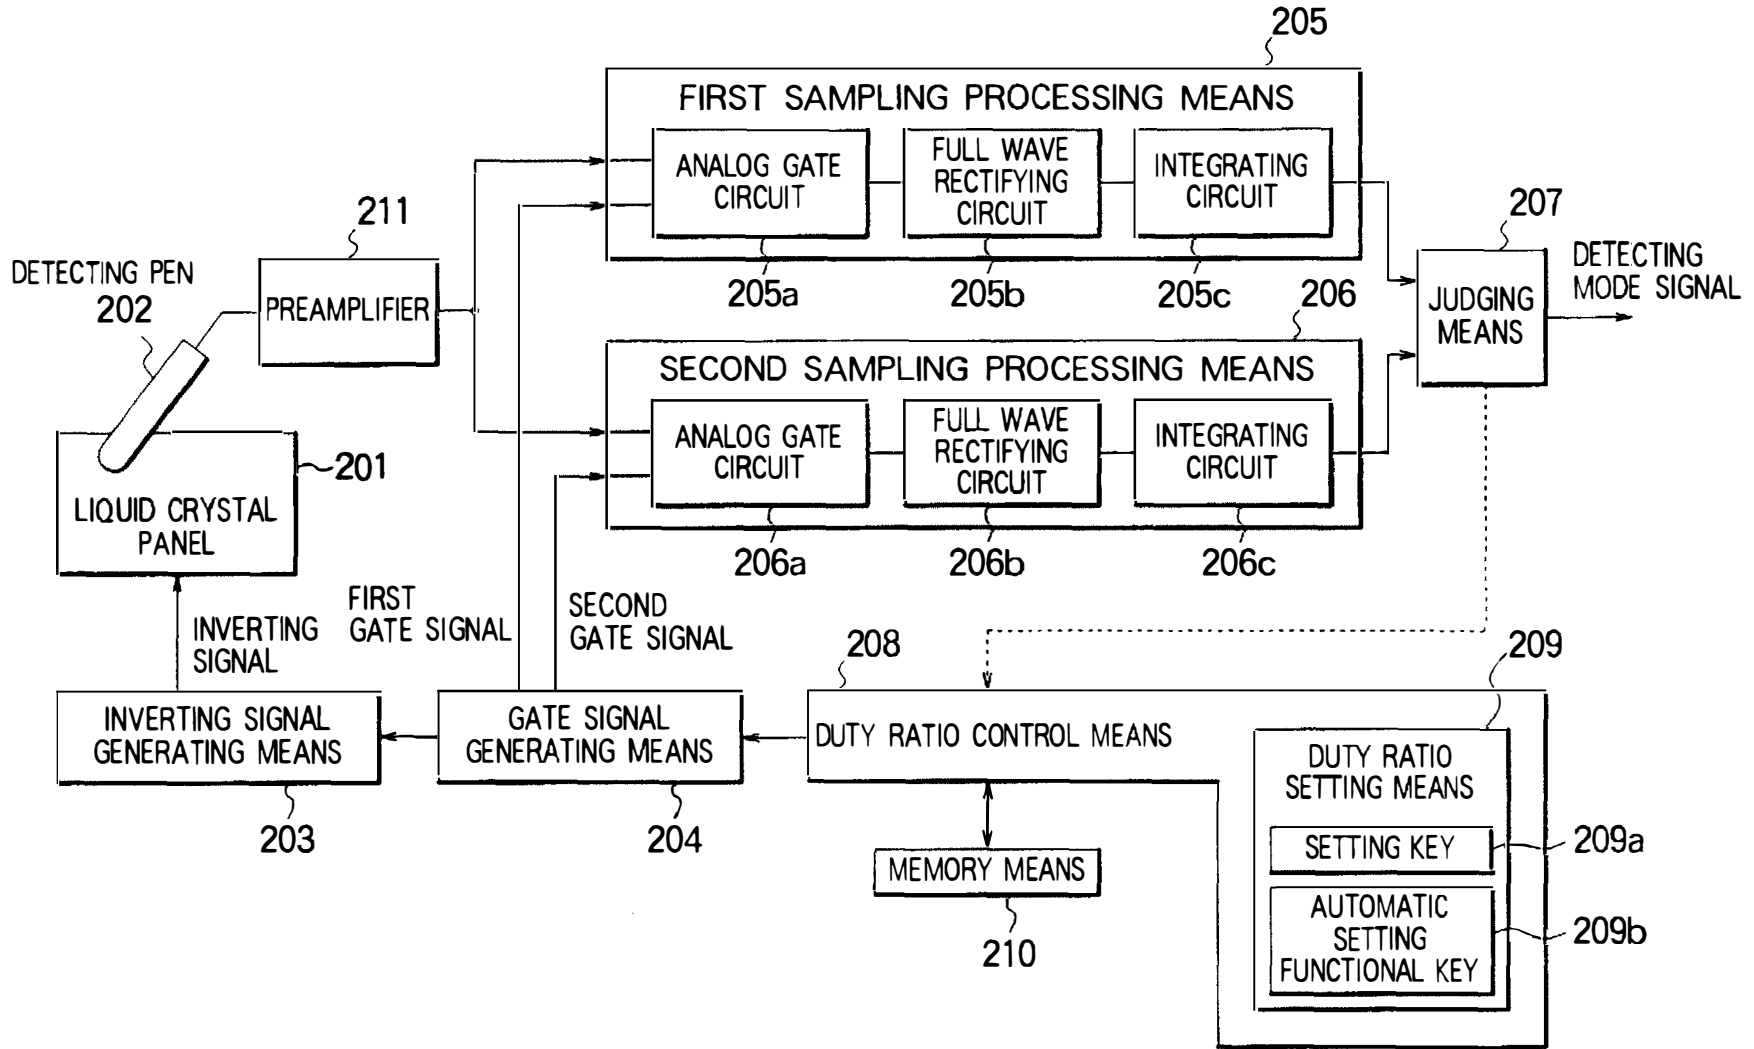 205
FIRST SAMPLING PROCESSING MEANS
ANALOG GATE
CIRCUIT
FULL WAVE
RECTIFYING
CIRCUIT
INTEGRATING
CIRCUIT
205a
205b
205c
211
PREAMPLIFIER
DETECTING PEN
202
207
JUDGING
MEANS
DETECTING
MODE SIGNAL
206
SECOND SAMPLING PROCESSING MEANS
ANALOG GATE
CIRCUIT
FULL WAVE
RECTIFYING
CIRCUIT
INTEGRATING
CIRCUIT
206a
206b
206c
201
LIQUID CRYSTAL
PANEL
INVERTING
SIGNAL
FIRST
GATE SIGNAL
SECOND
GATE SIGNAL
INVERTING SIGNAL
GENERATING MEANS
203
GATE SIGNAL
GENERATING MEANS
204
208
DUTY RATIO CONTROL MEANS
209
DUTY RATIO
SETTING MEANS
SETTING KEY
209a
AUTOMATIC
SETTING
FUNCTIONAL KEY
209b
MEMORY MEANS
210